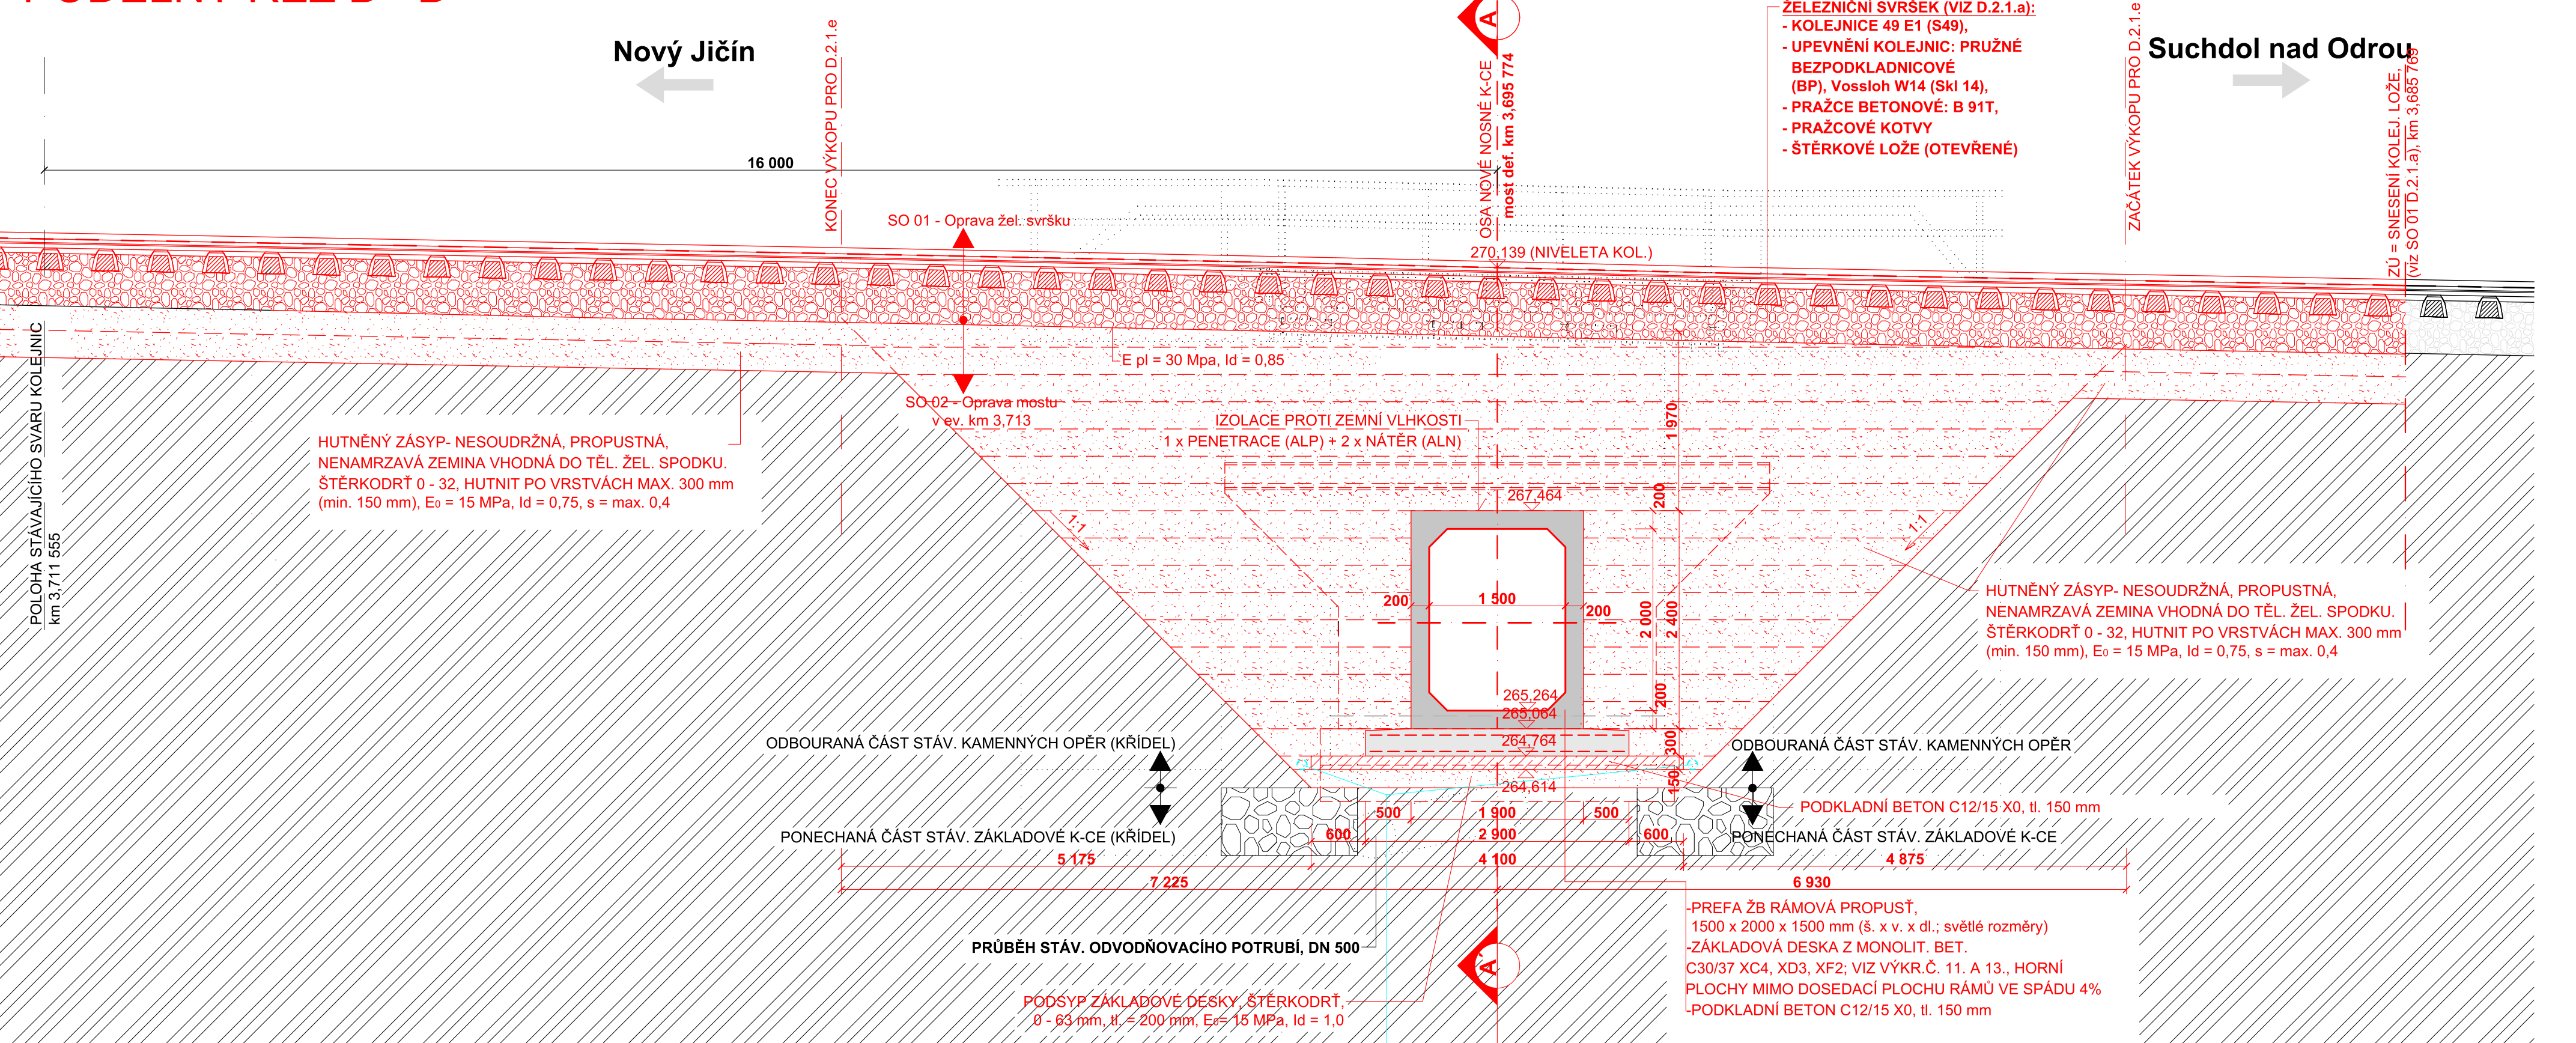 Nový Jičín
Suchdol nad Odrou
KONEC VÝKOPU PRO D.2.1.e
OSA NOVÉ NOSNÉ K-CE
most def. km 3,695 774
A
ŽELEZNIČNÍ SVRŠEK (VIZ D.2.1.a):
- KOLEJNICE 49 E1 (S49),
- UPEVNĚNÍ KOLEJNIC: PRUŽNÉ
BEZPODKLADNICOVÉ
(BP), Vossloh W14 (Skl 14),
- PRAŽCE BETONOVÉ: B 91T,
- PRAŽCOVÉ KOTVY
- ŠTĚRKOVÉ LOŽE (OTEVŘENÉ)
ZAČÁTEK VÝKOPU PRO D.2.1.e
ZÚ = SNESENÍ KOLEJ. LOŽE,
(viz SO 01 D.2.1.a), km 3,685 769
16 000
SO 01 - Oprava žel. svršku
270,139 (NIVELETA KOL.)
POLOHA STÁVAJÍCÍHO SVARU KOLEJNIC
km 3,711 555
E pl = 30 Mpa, Id = 0,85
SO 02 - Oprava mostu
v ev. km 3,713
IZOLACE PROTI ZEMNÍ VLHKOSTI
1 x PENETRACE (ALP) + 2 x NÁTĚR (ALN)
1 970
HUTNĚNÝ ZÁSYP- NESOUDRŽNÁ, PROPUSTNÁ,
NENAMRZAVÁ ZEMINA VHODNÁ DO TĚL. ŽEL. SPODKU.
ŠTĚRKODRŤ 0 - 32, HUTNIT PO VRSTVÁCH MAX. 300 mm
(min. 150 mm), E0 = 15 MPa, Id = 0,75, s = max. 0,4
267,464
200
1:1
1:1
200
1 500
200
2 000
2 400
HUTNĚNÝ ZÁSYP- NESOUDRŽNÁ, PROPUSTNÁ,
NENAMRZAVÁ ZEMINA VHODNÁ DO TĚL. ŽEL. SPODKU.
ŠTĚRKODRŤ 0 - 32, HUTNIT PO VRSTVÁCH MAX. 300 mm
(min. 150 mm), E0 = 15 MPa, Id = 0,75, s = max. 0,4
265,264
200
265,064
264,764
300
264,614
150
ODBOURANÁ ČÁST STÁV. KAMENNÝCH OPĚR (KŘÍDEL)
ODBOURANÁ ČÁST STÁV. KAMENNÝCH OPĚR
PODKLADNÍ BETON C12/15 X0, tl. 150 mm
PONECHANÁ ČÁST STÁV. ZÁKLADOVÉ K-CE (KŘÍDEL)
PONECHANÁ ČÁST STÁV. ZÁKLADOVÉ K-CE
500
1 900
500
600
2 900
600
5 175
4 100
4 875
7 225
6 930
-PREFA ŽB RÁMOVÁ PROPUSŤ,
1500 x 2000 x 1500 mm (š. x v. x dl.; světlé rozměry)
-ZÁKLADOVÁ DESKA Z MONOLIT. BET.
C30/37 XC4, XD3, XF2; VIZ VÝKR.Č. 11. A 13., HORNÍ
PLOCHY MIMO DOSEDACÍ PLOCHU RÁMŮ VE SPÁDU 4%
-PODKLADNÍ BETON C12/15 X0, tl. 150 mm
PRŮBĚH STÁV. ODVODŇOVACÍHO POTRUBÍ, DN 500
A
PODSYP ZÁKLADOVÉ DESKY, ŠTĚRKODRŤ,
0 - 63 mm, tl. = 200 mm, E0= 15 MPa, Id = 1,0